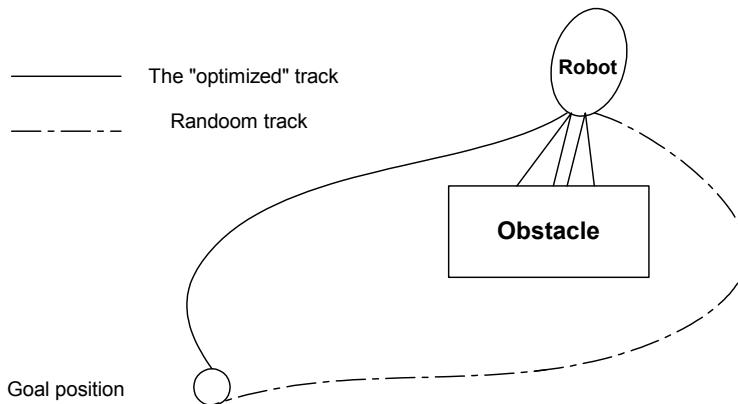 Robot
The "optimized" track
Randoom track
Obstacle
Goal position